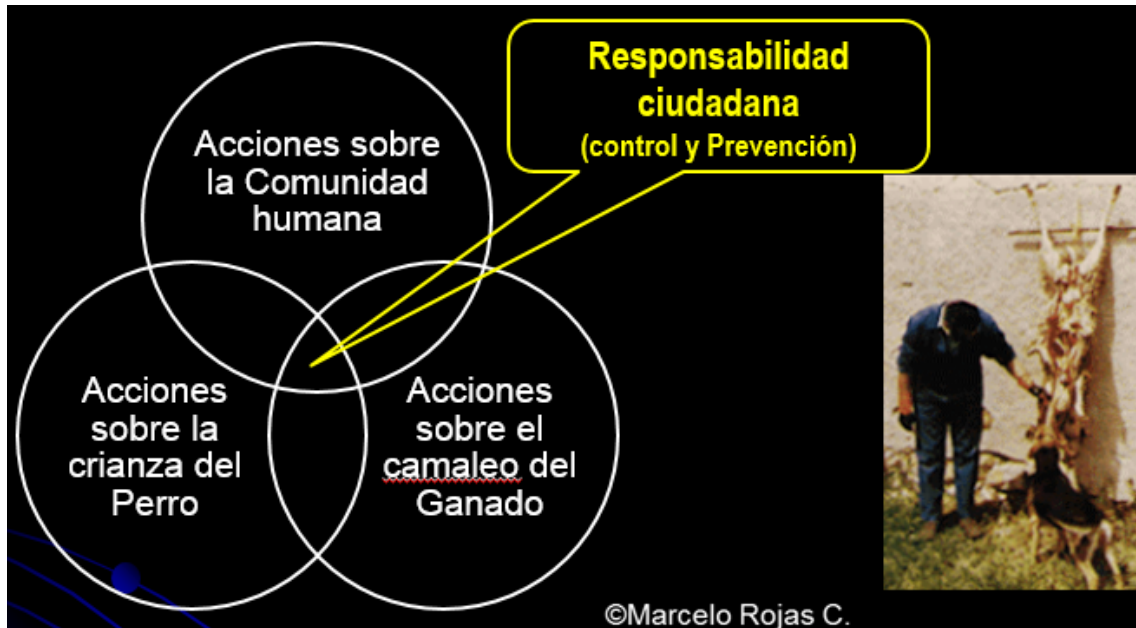 Responsabilidad
ciudadana
(control y Prevención)
Acciones sobre
la Comunidad
humana
Acciones
sobre la
crianza del
Perro
Acciones
sobre el
camaleo del
Ganado
©Marcelo Rojas C.